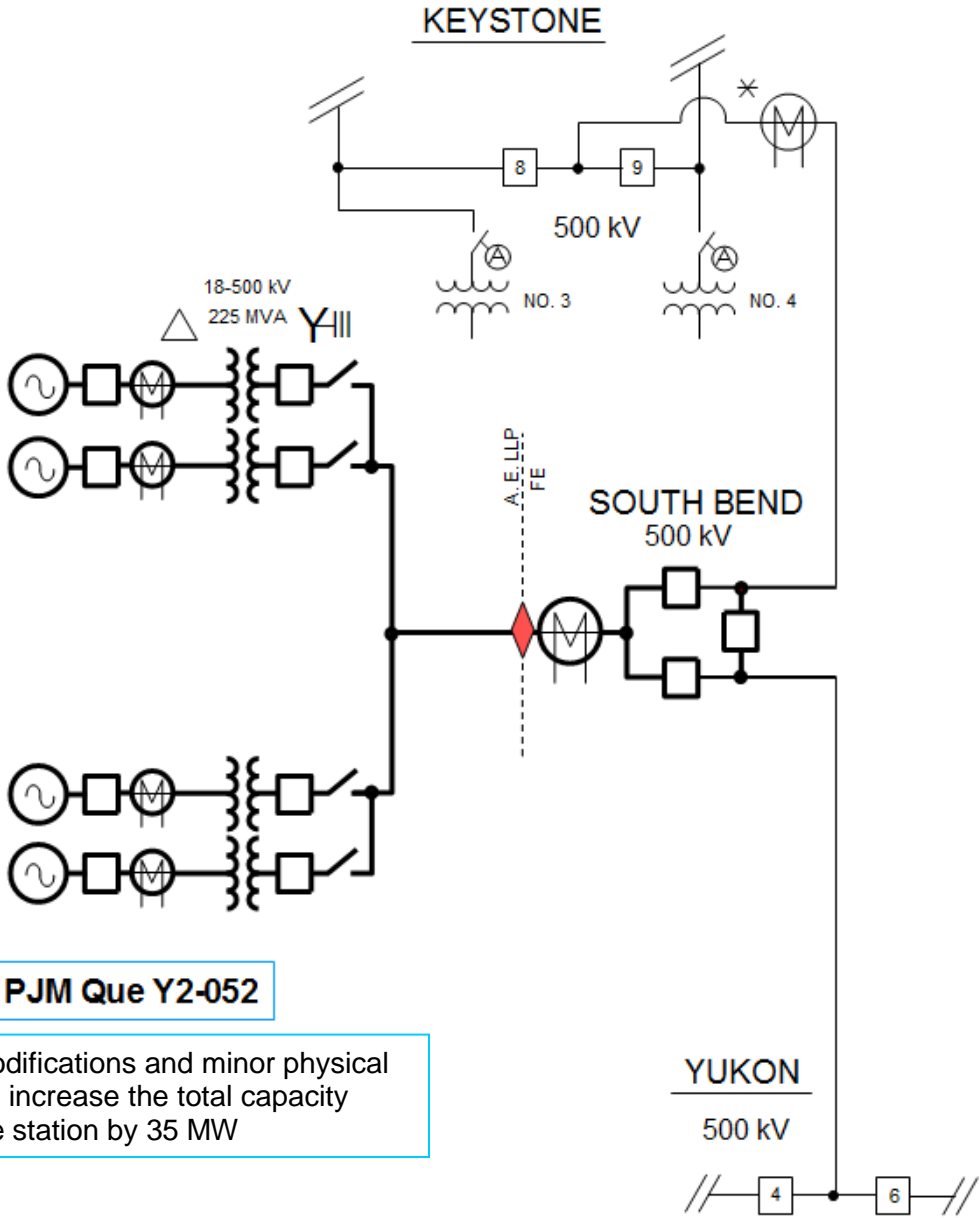 KEYSTONE
8
9
500 kV
NO. 3
NO. 4
A
A
M
18-500 kV
225 MVA
M
M
A. E. LLP
FE
SOUTH BEND
500 kV
M
M
M
PJM Que Y2-052
odifications and minor physical
increase the total capacity
e station by 35 MW
YUKON
500 kV
4
6